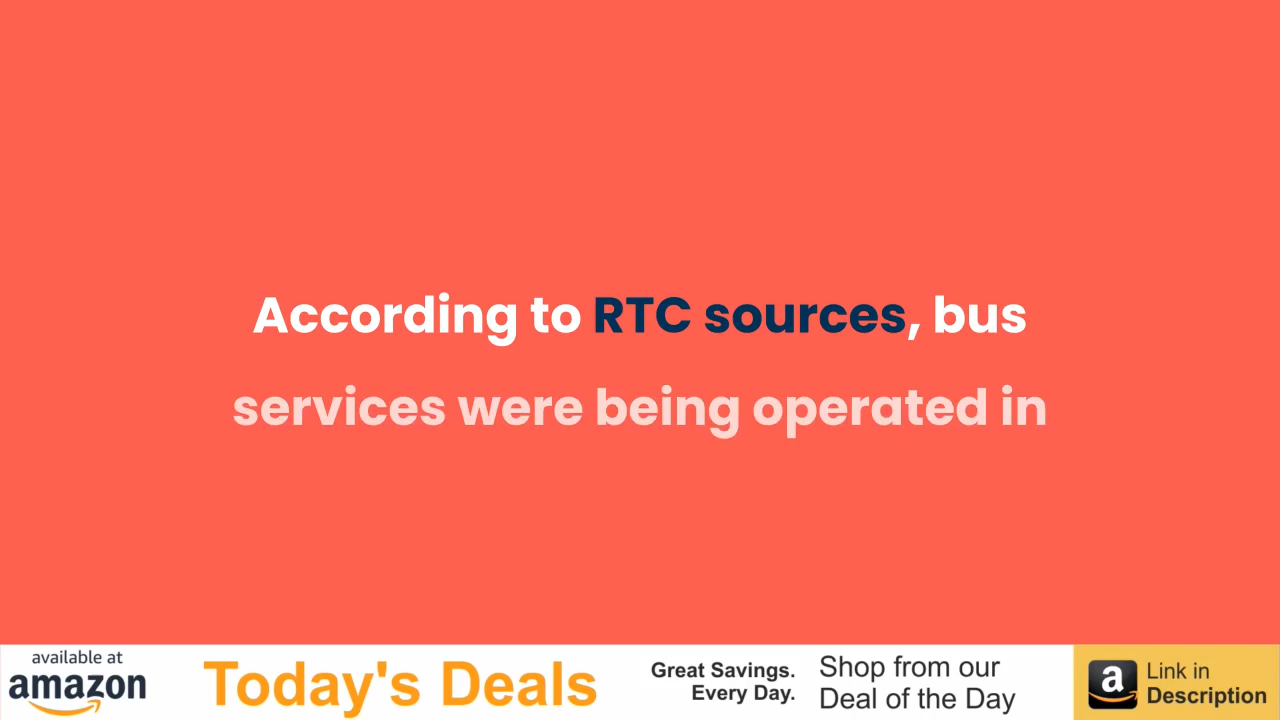 According to RTC sources, bus
services were being operated in
available at
amazon
Today's Deals
Great Savings.
Every Day.
Shop from our
Deal of the Day
a
Link in
Description